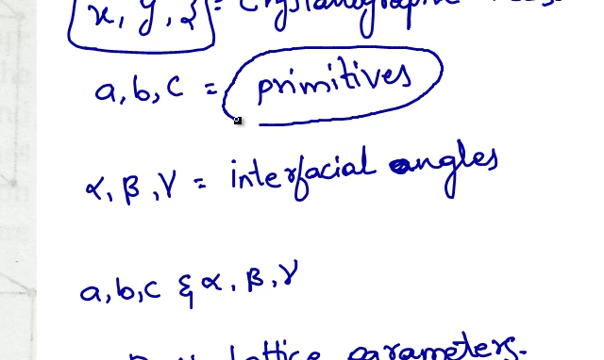 x, y, z = Crystallographic
a, b, c = primitives
α, β, γ = interfacial angles
a, b, c & α, β, γ
lattice parameters.